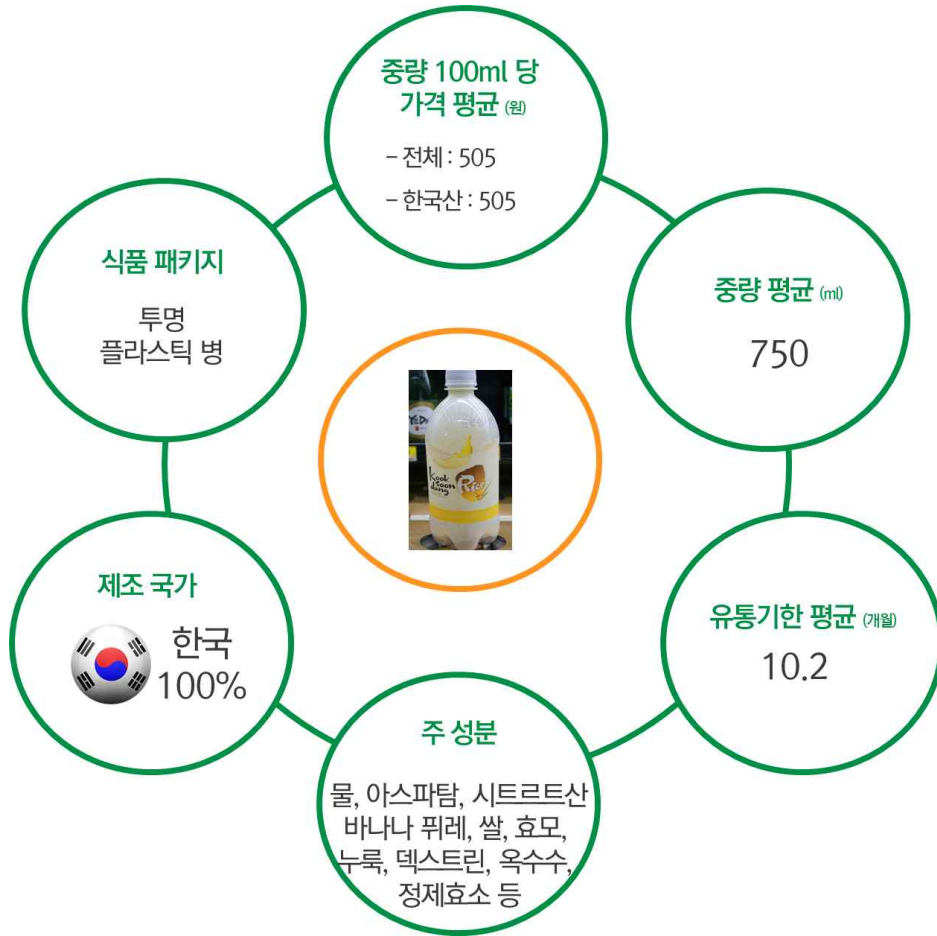 중량 100ml 당
가격 평균 (원)
- 전체 : 505
- 한국산 : 505
식품 패키지
투명
플라스틱 병
중량 평균 (ml)
750
Kook
Soon
dang
Rice
제조 국가
한국
100%
유통기한 평균 (개월)
10.2
주 성분
물, 아스파탐, 시트르트산
바나나 퓌레, 쌀, 효모,
누룩, 덱스트린, 옥수수,
정제효소 등